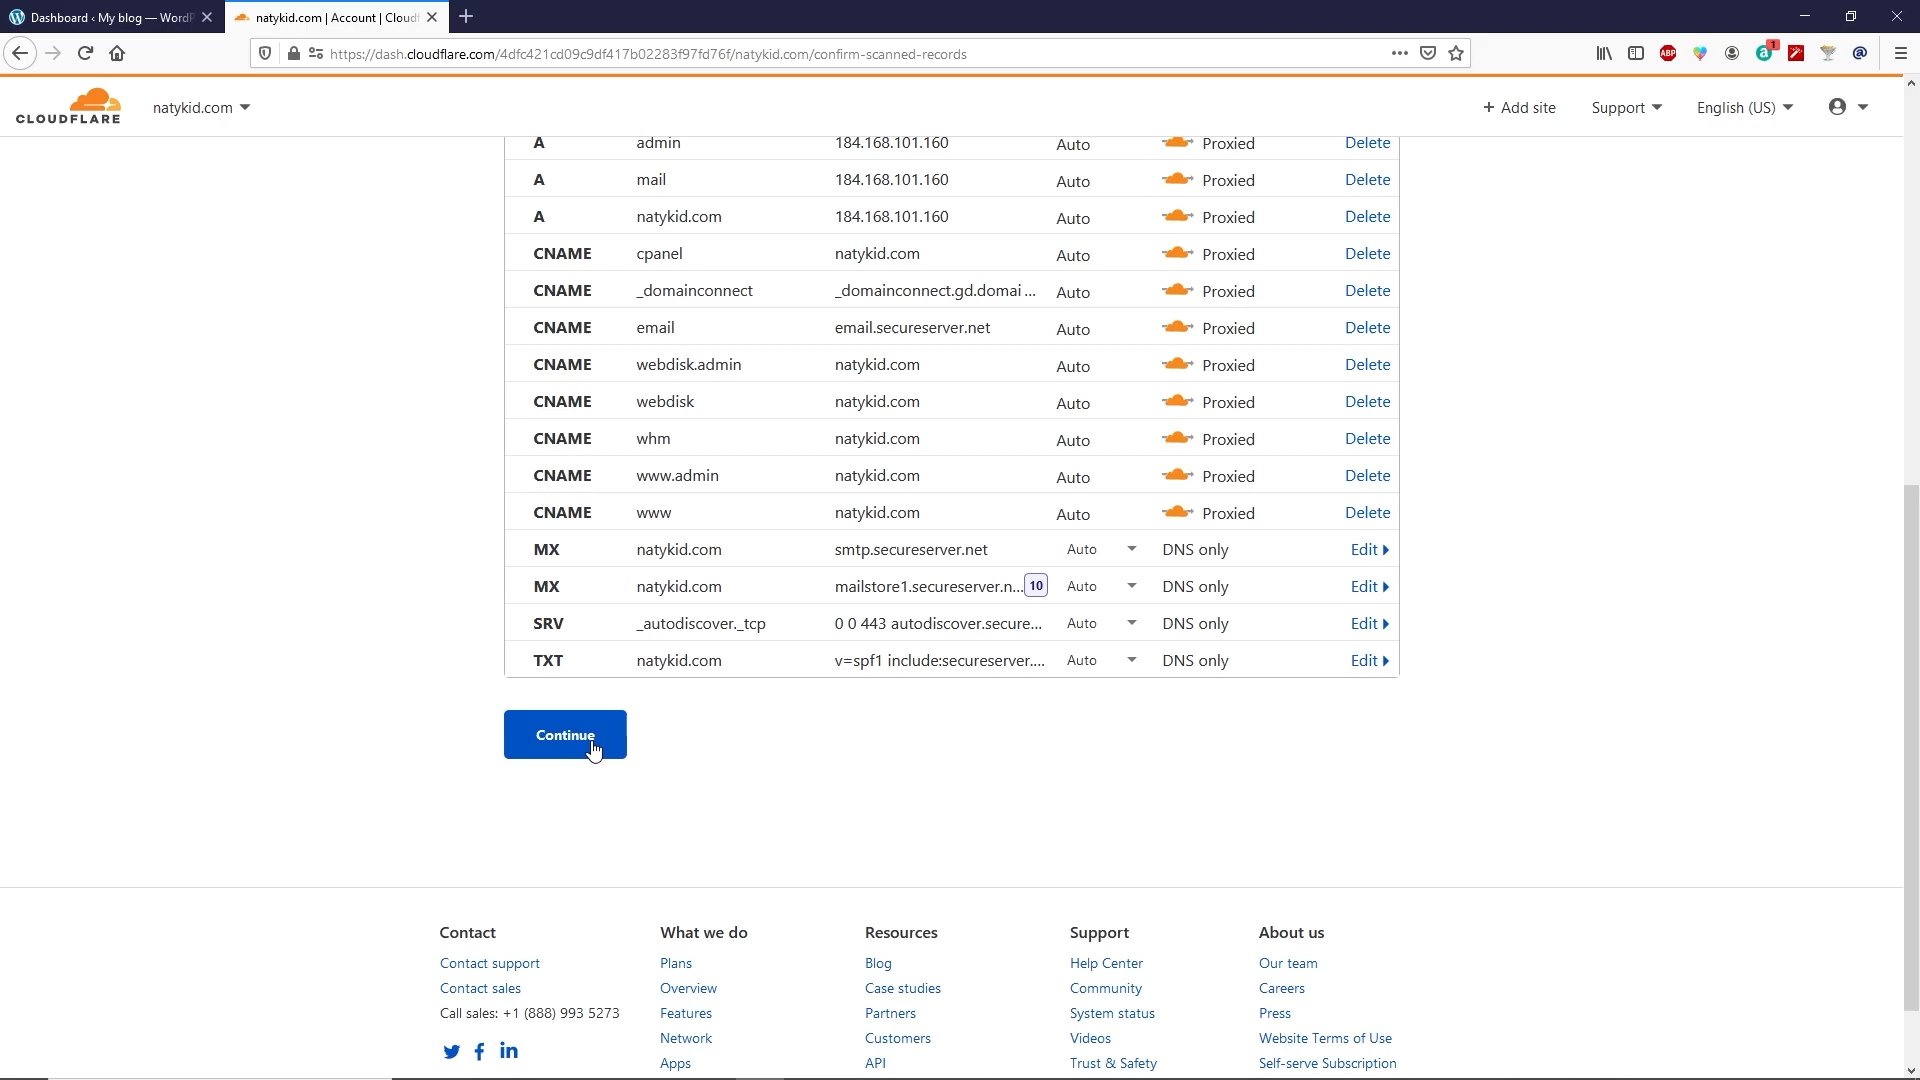 Dashboard ‹ My blog — WordP
natykid.com | Account | Cloudf
https://dash.cloudflare.com/4dfc421cd09c9df417b02283f97fd76f/natykid.com/confirm-scanned-records
ABP
1
a
@
CLOUDFLARE
natykid.com
+ Add site
Support
English (US)
A admin 184.168.101.160 Auto Proxied Delete
A mail 184.168.101.160 Auto Proxied Delete
A natykid.com 184.168.101.160 Auto Proxied Delete
CNAME cpanel natykid.com Auto Proxied Delete
CNAME _domainconnect _domainconnect.gd.domai ... Auto Proxied Delete
CNAME email email.secureserver.net Auto Proxied Delete
CNAME webdisk.admin natykid.com Auto Proxied Delete
CNAME webdisk natykid.com Auto Proxied Delete
CNAME whm natykid.com Auto Proxied Delete
CNAME www.admin natykid.com Auto Proxied Delete
CNAME www natykid.com Auto Proxied Delete
MX natykid.com smtp.secureserver.net Auto DNS only Edit
MX natykid.com mailstore1.secureserver.n... 10 Auto DNS only Edit
SRV _autodiscover._tcp 0 0 443 autodiscover.secure... Auto DNS only Edit
TXT natykid.com v=spf1 include:secureserver.... Auto DNS only Edit
Continue
Contact
Contact support
Contact sales
Call sales: +1 (888) 993 5273
What we do
Plans
Overview
Features
Network
Apps
Resources
Blog
Case studies
Partners
Customers
API
Support
Help Center
Community
System status
Videos
Trust & Safety
About us
Our team
Careers
Press
Website Terms of Use
Self-serve Subscription